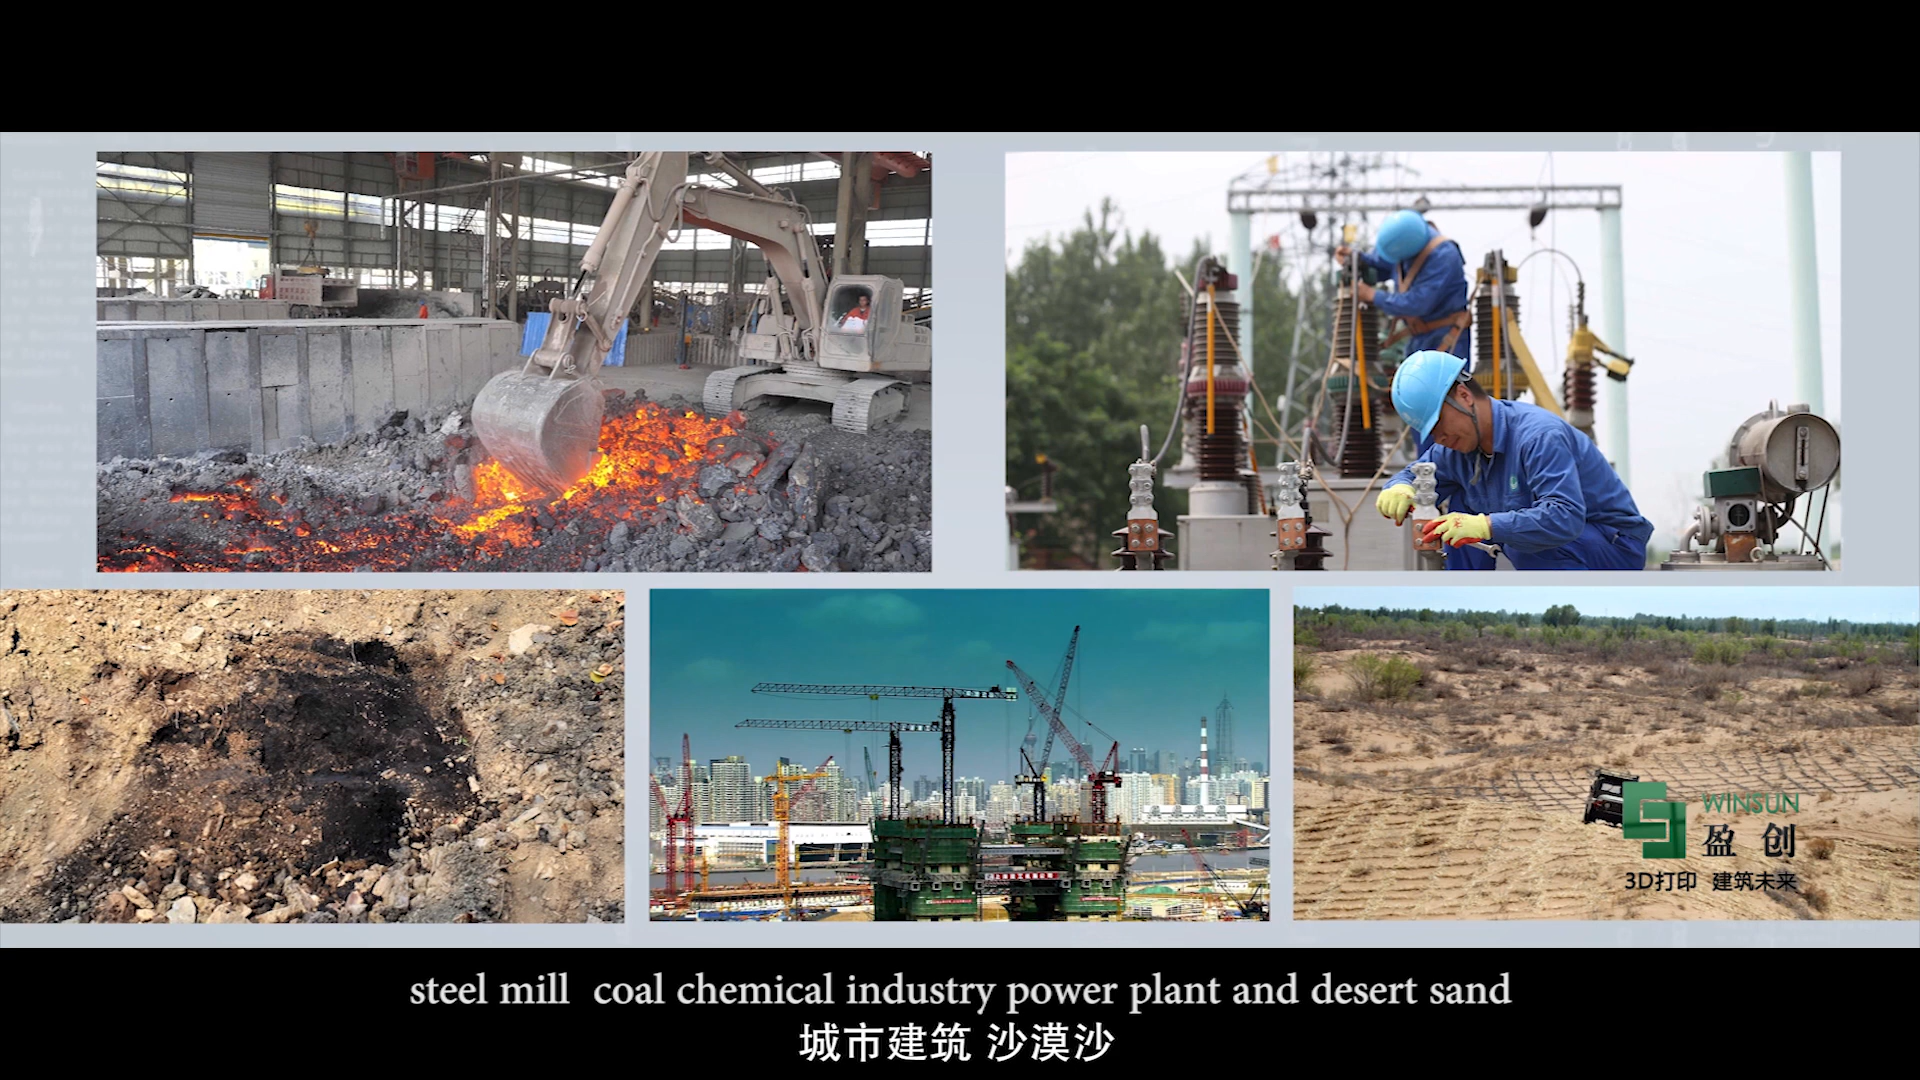 WINSUN
盈创
3D打印 建筑未来
steel mill coal chemical industry power plant and desert sand
城市建筑 沙漠沙